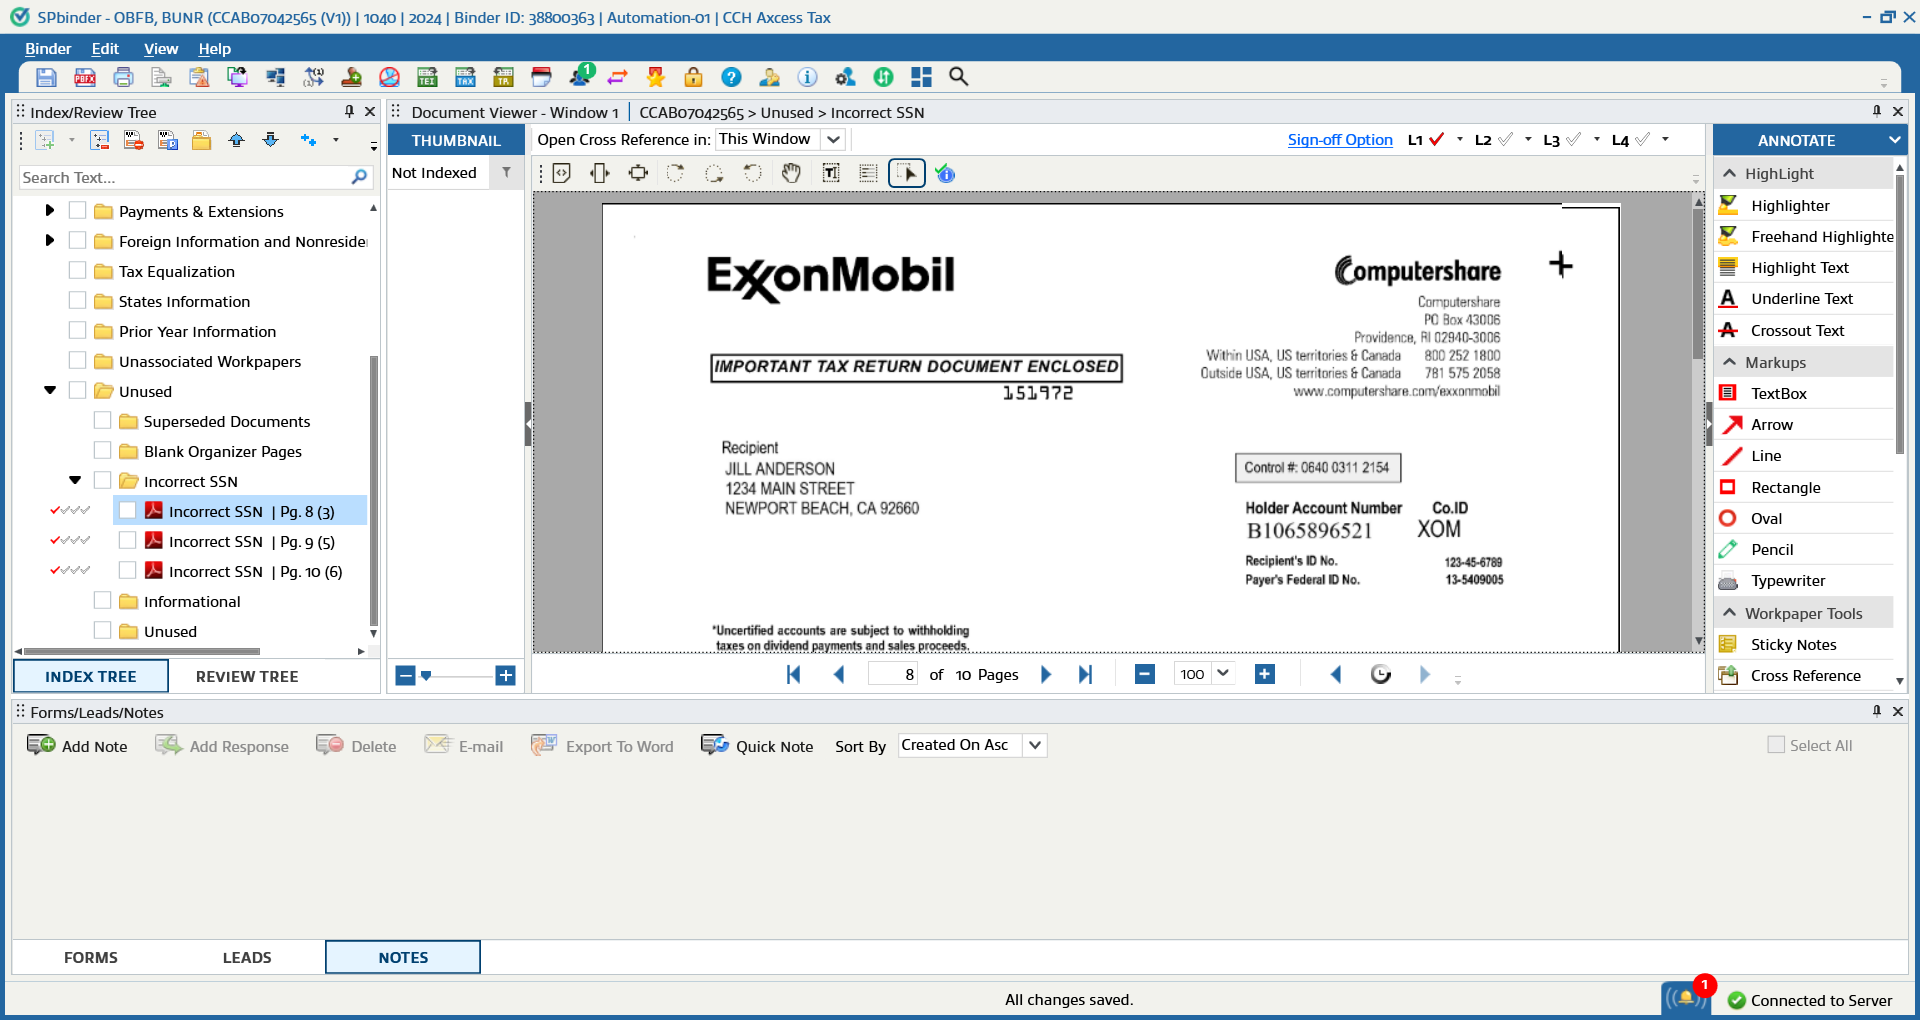 SPbinder - OBFB, BUNR (CCAB07042565 (V1)) | 1040 | 2024 | Binder ID: 38800363 | Automation-01 | CCH Axcess Tax
Binder Edit View Help
1
Index/Review Tree
Search Text...
Payments & Extensions
Foreign Information and Nonreside
Tax Equalization
States Information
Prior Year Information
Unassociated Workpapers
Unused
Superseded Documents
Blank Organizer Pages
Incorrect SSN
Incorrect SSN | Pg. 8 (3)
Incorrect SSN | Pg. 9 (5)
Incorrect SSN | Pg. 10 (6)
Informational
Unused
INDEX TREE REVIEW TREE
Document Viewer - Window 1 | CCAB07042565 > Unused > Incorrect SSN
THUMBNAIL
Not Indexed
Open Cross Reference in: This Window
Sign-off Option L1 L2 L3 L4
ExxonMobil
Computershare
Computershare
PO Box 43006
Providence, RI 02940-3006
Within USA, US territories & Canada 800 252 1800
Outside USA, US territories & Canada 781 575 2058
www.computershare.com/exxonmobil
IMPORTANT TAX RETURN DOCUMENT ENCLOSED
151972
Recipient
JILL ANDERSON
1234 MAIN STREET
NEWPORT BEACH, CA 92660
Control #: 0640 0311 2154
Holder Account Number Co.ID
B1065896521 XOM
Recipient's ID No. 123-45-6789
Payer's Federal ID No. 13-5409005
*Uncertified accounts are subject to withholding
taxes on dividend payments and sales proceeds.
8 of 10 Pages
100
ANNOTATE
HighLight
Highlighter
Freehand Highlighte
Highlight Text
Underline Text
Crossout Text
Markups
TextBox
Arrow
Line
Rectangle
Oval
Pencil
Typewriter
Workpaper Tools
Sticky Notes
Cross Reference
Forms/Leads/Notes
Add Note Add Response Delete E-mail Export To Word Quick Note Sort By Created On Asc Select All
FORMS LEADS NOTES
All changes saved.
1
Connected to Server